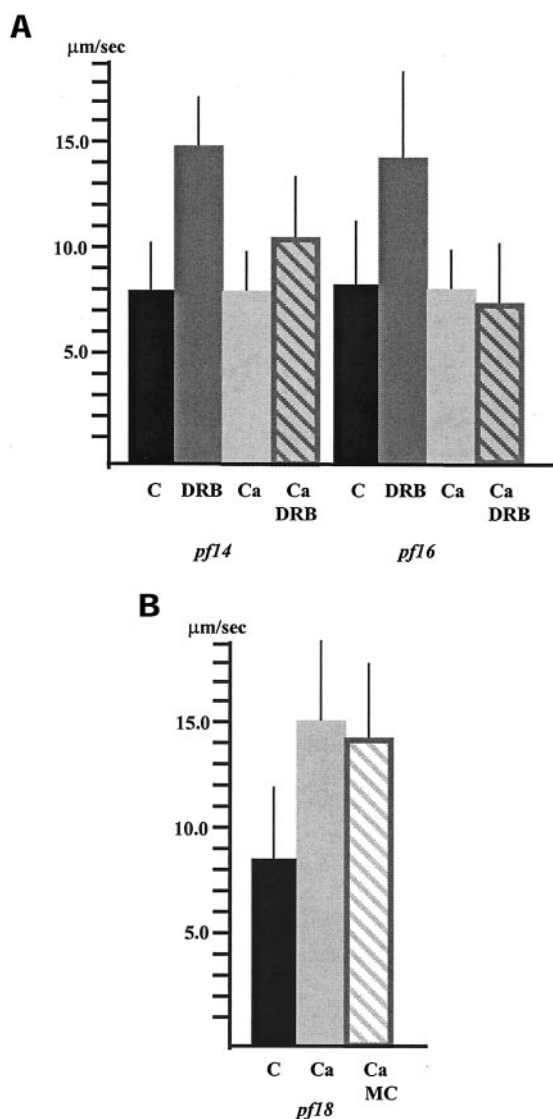 A
μm/sec
15.0
10.0
5.0
C DRB Ca Ca DRB C DRB Ca Ca DRB
pf14 pf16
B
μm/sec
15.0
10.0
5.0
C Ca Ca MC
pf18